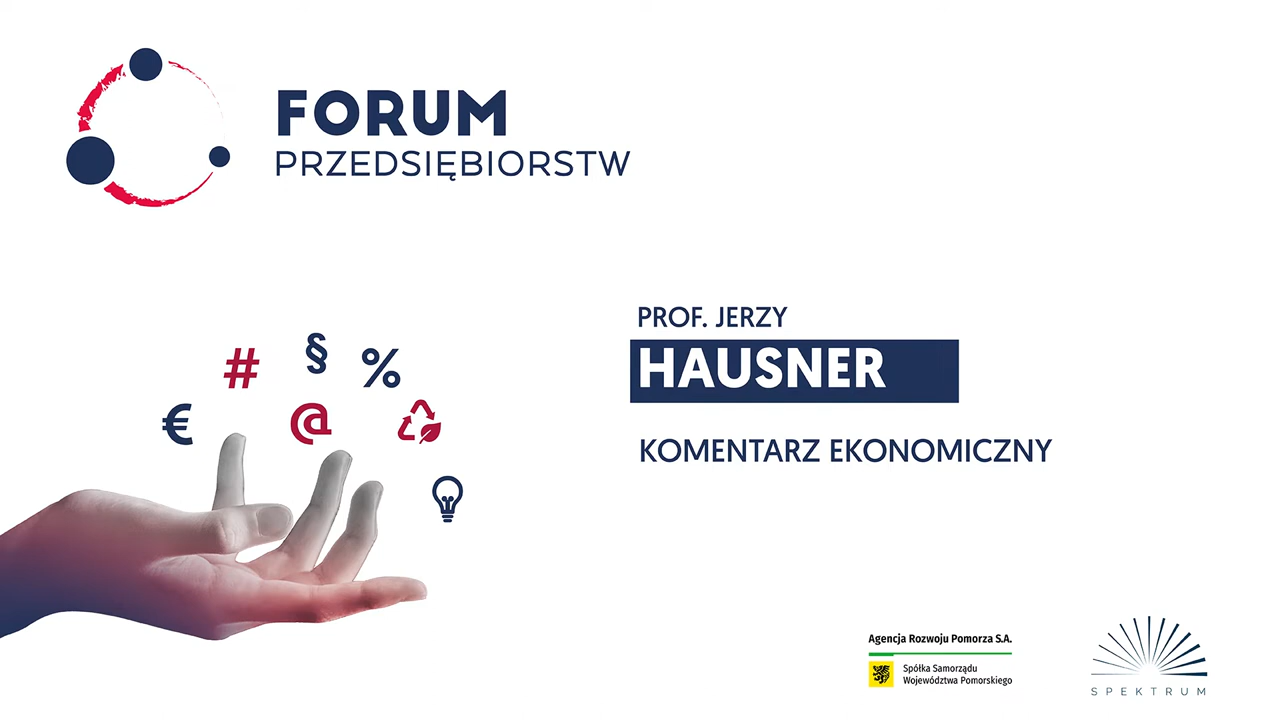 FORUM
PRZEDSIĘBIORSTW
PROF. JERZY
HAUSNER
KOMENTARZ EKONOMICZNY
# § %
€ @
Agencja Rozwoju Pomorza S.A.
Spółka Samorządu
Województwa Pomorskiego
SPEKTRUM